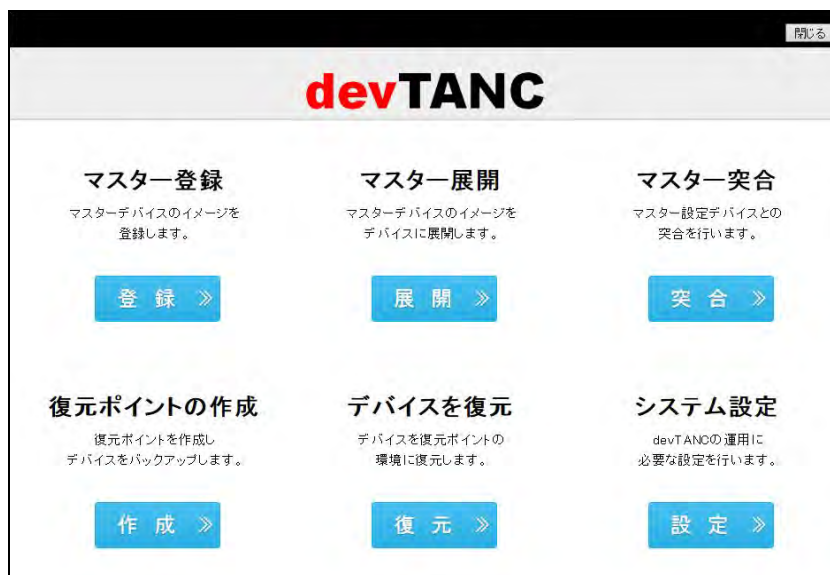 閉じる
devTANC
マスター登録
マスターデバイスのイメージを
登録します。
登 録 》
マスター展開
マスターデバイスのイメージを
デバイスに展開します。
展 開 》
マスター突合
マスター設定デバイスとの
突合を行います。
突 合 》
復元ポイントの作成
復元ポイントを作成し
デバイスをバックアップします。
作 成 》
デバイスを復元
デバイスを復元ポイントの
環境に復元します。
復 元 》
システム設定
devTANCの運用に
必要な設定を行います。
設 定 》